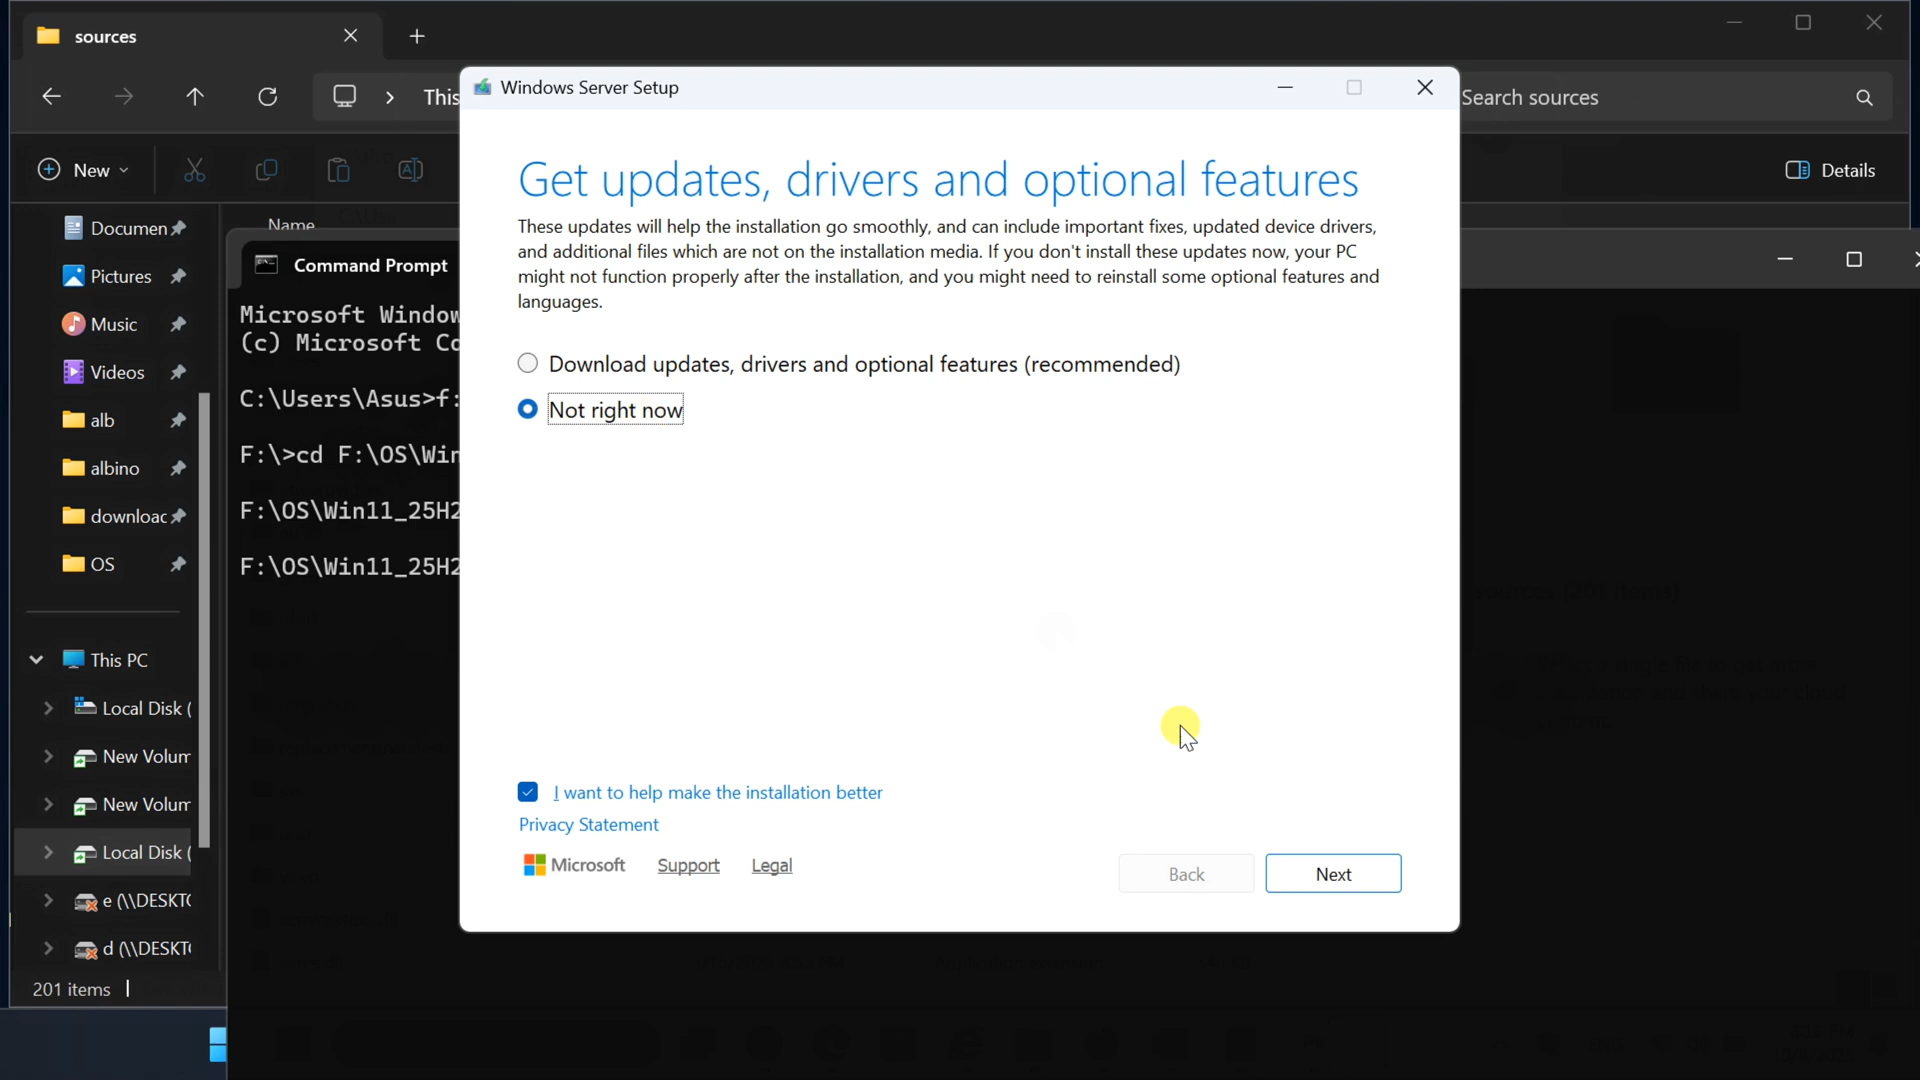 sources
This
Search sources
New
Details
Name
Documen
Pictures
Music
Videos
alb
albino
downloac
OS
This PC
Local Disk (
New Volum
New Volum
Local Disk (
e (\\DESKT
d (\\DESKT
201 items
Command Prompt
Microsoft Window
(c) Microsoft Co
C:\Users\Asus>f:
F:\>cd F:\OS\Win
F:\OS\Win11_25H2
F:\OS\Win11_25H2
Windows Server Setup
Get updates, drivers and optional features
These updates will help the installation go smoothly, and can include important fixes, updated device drivers,
and additional files which are not on the installation media. If you don't install these updates now, your PC
might not function properly after the installation, and you might need to reinstall some optional features and
languages.
Download updates, drivers and optional features (recommended)
Not right now
I want to help make the installation better
Privacy Statement
Microsoft Support Legal
Back Next